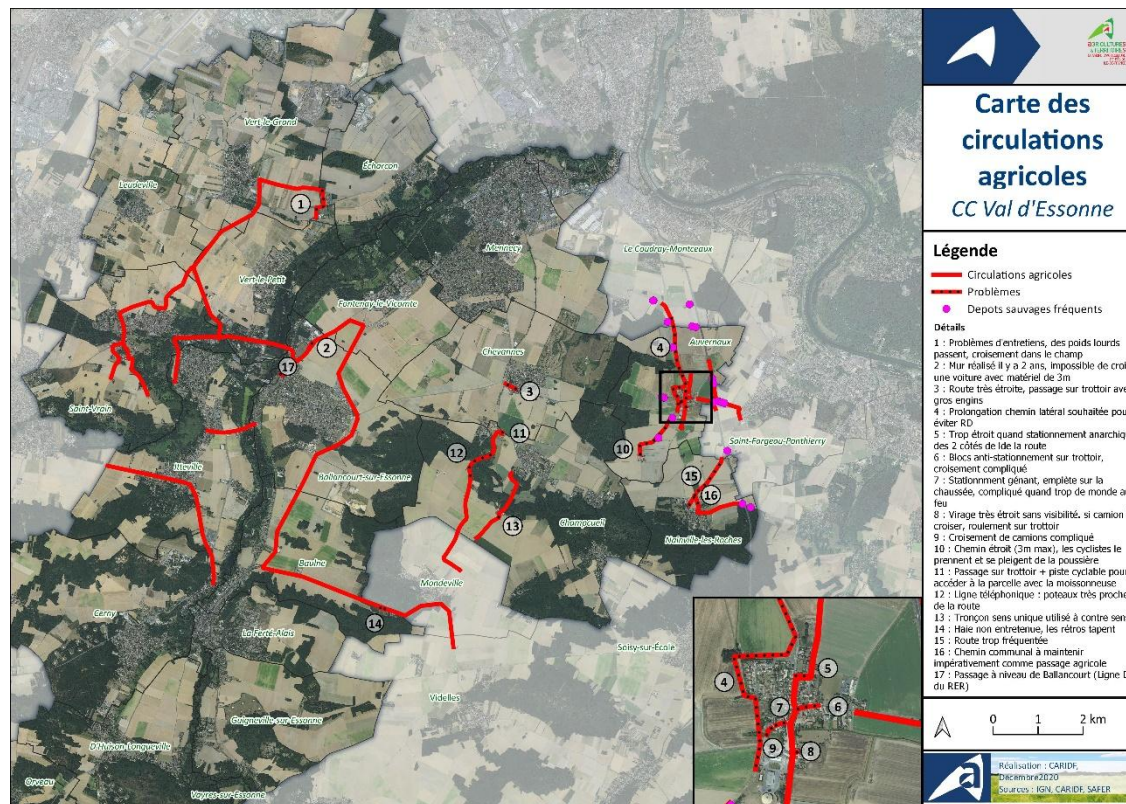 Carte des
circulations
agricoles
CC Val d'Essonne
Légende
Circulations agricoles
Problèmes
Depots sauvages fréquents
Détails
1 : Problèmes d'entretiens, des poids lourds
passent, croisement dans le champ
2 : Mur réalisé il y a 2 ans, impossible de croi
une voiture avec matériel de 3m
3 : Route très étroite, passage sur trottoir ave
gros engins
4 : Prolongation chemin latéral souhaitée pou
éviter RD
5 : Trop étroit quand stationnement anarchiq
des 2 côtés de lde la route
6 : Blocs anti-stationnement sur trottoir,
croisement compliqué
7 : Stationnment gênant, empiète sur la
chaussée, compliqué quand trop de monde au
feu
8 : Virage très étroit sans visibilité. si camion
croiser, roulement sur trottoir
9 : Croisement de camions compliqué
10 : Chemin étroit (3m max), les cyclistes le
prennent et se pleigent de la poussière
11 : Passage sur trottoir + piste cyclable pour
accéder à la parcelle avec la moissonneuse
12 : Ligne téléphonique : poteaux très proche
de la route
13 : Tronçon sens unique utilisé à contre sens
14 : Haie non entretenue, les rétros tapent
15 : Route trop fréquentée
16 : Chemin communal à maintenir
impérativement comme passage agricole
17 : Passage à niveau de Ballancourt (Ligne D
du RER)
0 1 2 km
Réalisation : CARIDF,
Décembre2020
Sources : IGN, CARIDF, SAFER
Vert-le-Grand
Écharcon
Leudeville
1
Mennecy
Le Coudray-Montceaux
Vert-le-Petit
Fontenay-le-Vicomte
2
17
Chevannes
4
Auvernaux
3
Saint-Vrain
11
12
10
Saint-Fargeau-Ponthierry
Itteville
Ballancourt-sur-Essonne
15
16
13
Champcueil
Nainville-les-Roches
Baulne
Mondeville
Cerny
14
La Ferté-Alais
Soisy-sur-École
Videlles
Guigneville-sur-Essonne
D'Huison-Longueville
Orveau
Vayres-sur-Essonne
4
5
7
6
9
8